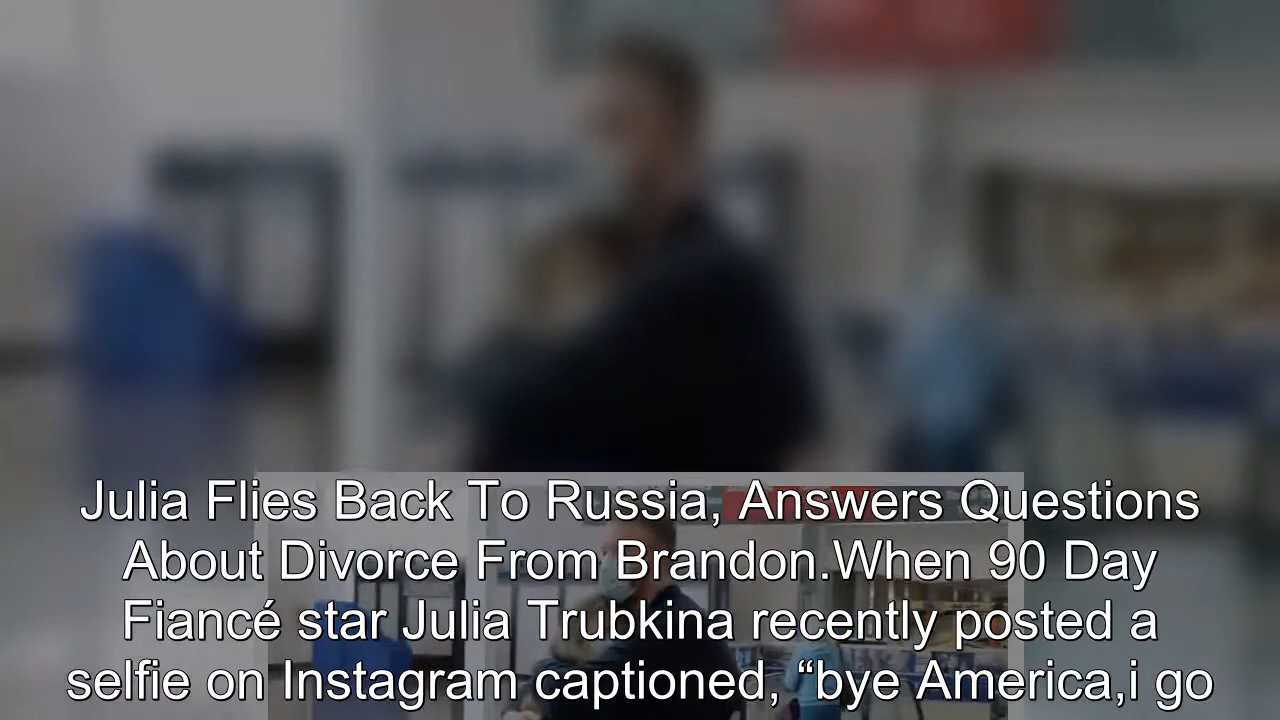 Julia Flies Back To Russia, Answers Questions
About Divorce From Brandon.When 90 Day
Fiancé star Julia Trubkina recently posted a
selfie on Instagram captioned, “bye America,i go